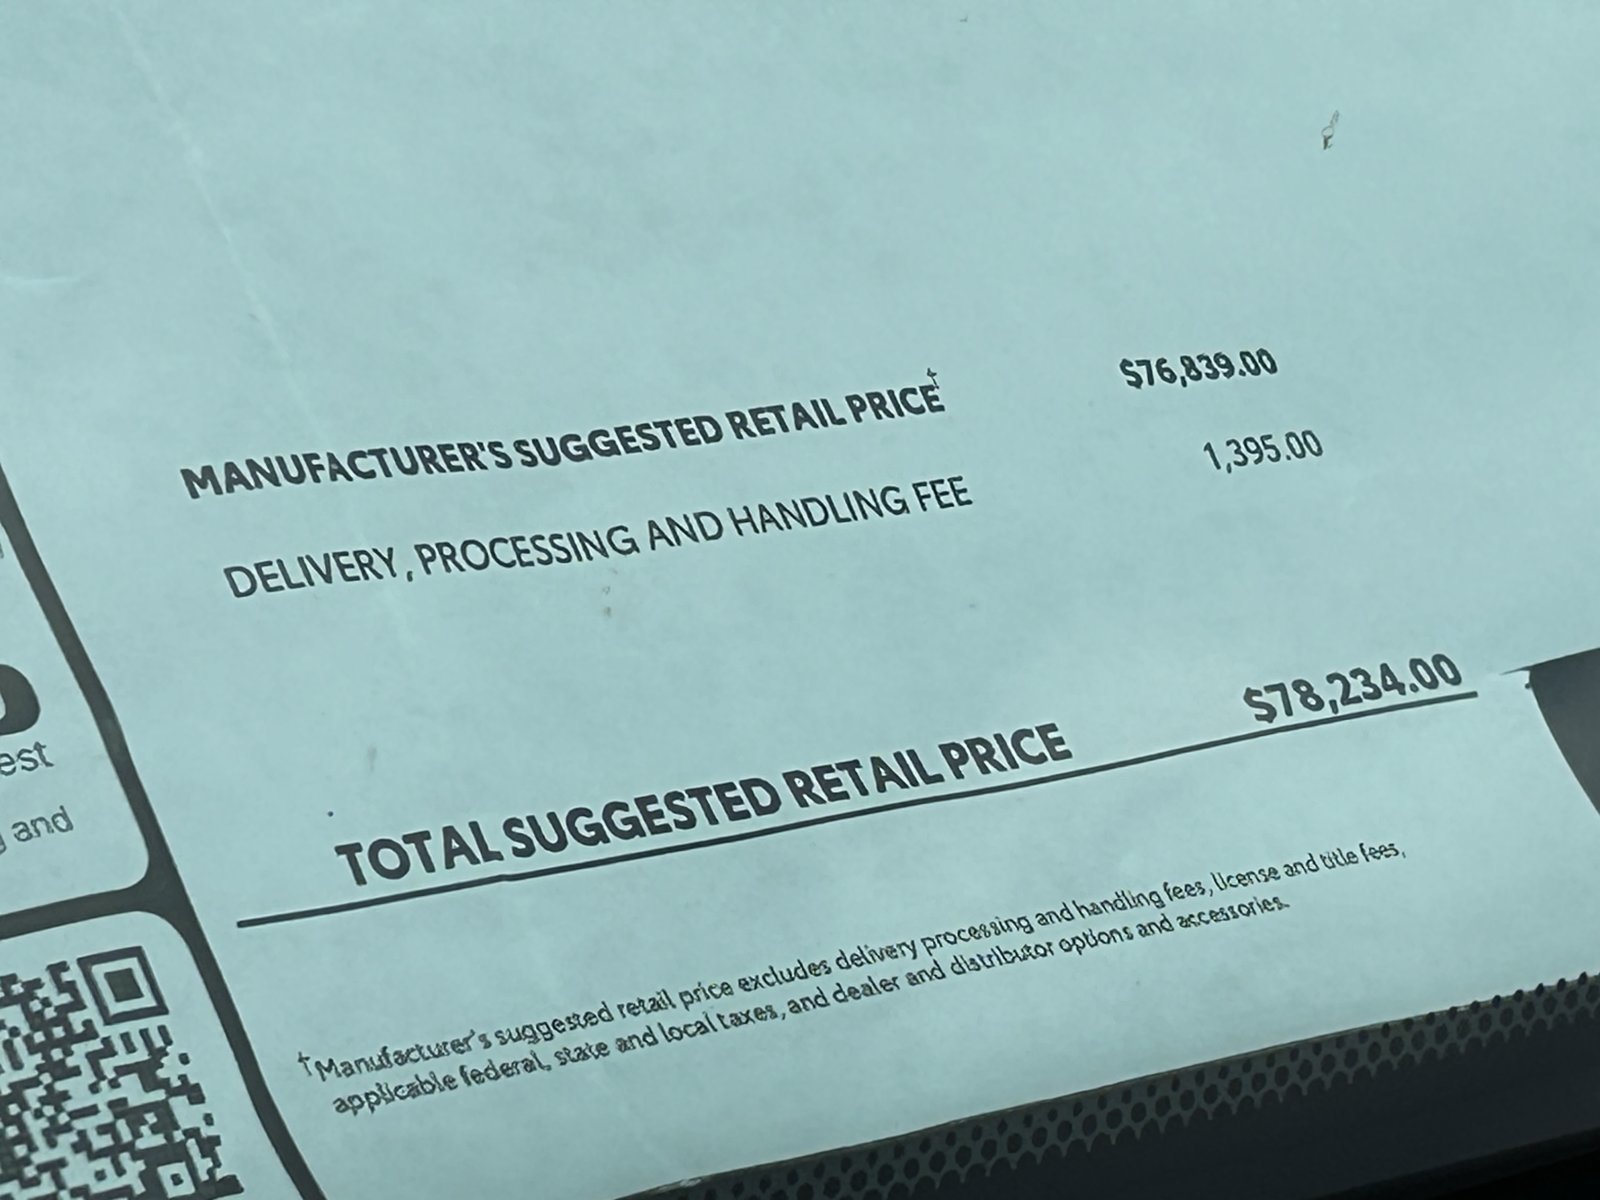 MANUFACTURER'S SUGGESTED RETAIL PRICE† $76,839.00
DELIVERY, PROCESSING AND HANDLING FEE 1,395.00
TOTAL SUGGESTED RETAIL PRICE $78,234.00
†Manufacturer's suggested retail price excludes delivery processing and handling fees, license and title fees,
applicable federal, state and local taxes, and dealer and distributor options and accessories.
est
and